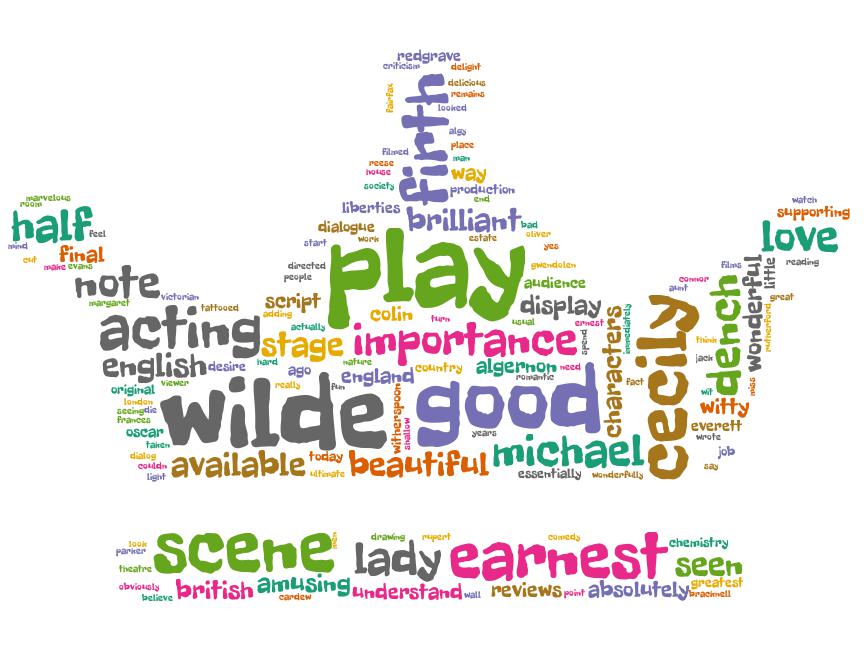 redgrave
criticism delight
delicious
fairfax remains
firth looked
algy
place
filmed man
reese way
house
society production
end
liberties brilliant bad
marvelous
room
half feel
mind
cut final
make evans
watch
supporting
love
reading
dialogue work estate oliver
start yes
play
directed gwendolen
people audience
note
margaret victorian tattooed
script display
adding colin turn usual ernest
acting actually
stage importance spend characters immediately
english desire hard nature
ago england country algernon need
romantic
original viewer really fun fact
london
seeing die
frances
oscar
taken
wilde witherspoon shallow good
years
dialog
couldn
light
available today ultimate beautiful michael
essentially wonderfully
cecily
aunt connor films little
dench wonderful great
think rutherford
jack
wit miss
witty
everett
wrote
job
say
look men drawing rupert comedy
parker scene lady earnest chemistry
theatre seen
obviously british amusing understand wall reviews point absolutely greatest
believe cardew bracknell